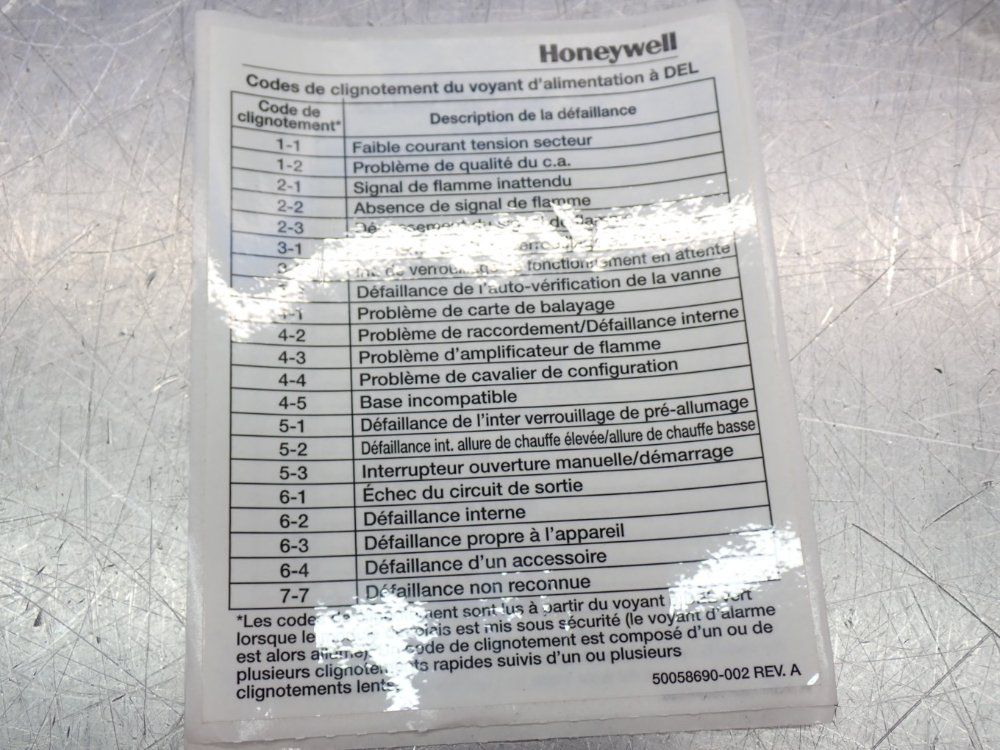 Honeywell
Codes de clignotement du voyant d'alimentation à DEL
Code de clignotement* Description de la défaillance
1-1 Faible courant tension secteur
1-2 Problème de qualité du c.a.
2-1 Signal de flamme inattendu
2-2 Absence de signal de flamme
2-3
3-1
Int. de verrouillage fonctionnement en attente
Défaillance de l'auto-vérification de la vanne
4-1 Problème de carte de balayage
4-2 Problème de raccordement/Défaillance interne
4-3 Problème d'amplificateur de flamme
4-4 Problème de cavalier de configuration
4-5 Base incompatible
5-1 Défaillance de l'inter verrouillage de pré-allumage
5-2 Défaillance int. allure de chauffe élevée/allure de chauffe basse
5-3 Interrupteur ouverture manuelle/démarrage
6-1 Échec du circuit de sortie
6-2 Défaillance interne
6-3 Défaillance propre à l'appareil
6-4 Défaillance d'un accessoire
7-7 Défaillance non reconnue
*Les codes sont lus à partir du voyant
lorsque le est mis sous sécurité (le voyant d'alarme
est alors code de clignotement est composé d'un ou de
plusieurs clignotements rapides suivis d'un ou plusieurs
clignotements lents.
50058690-002 REV. A